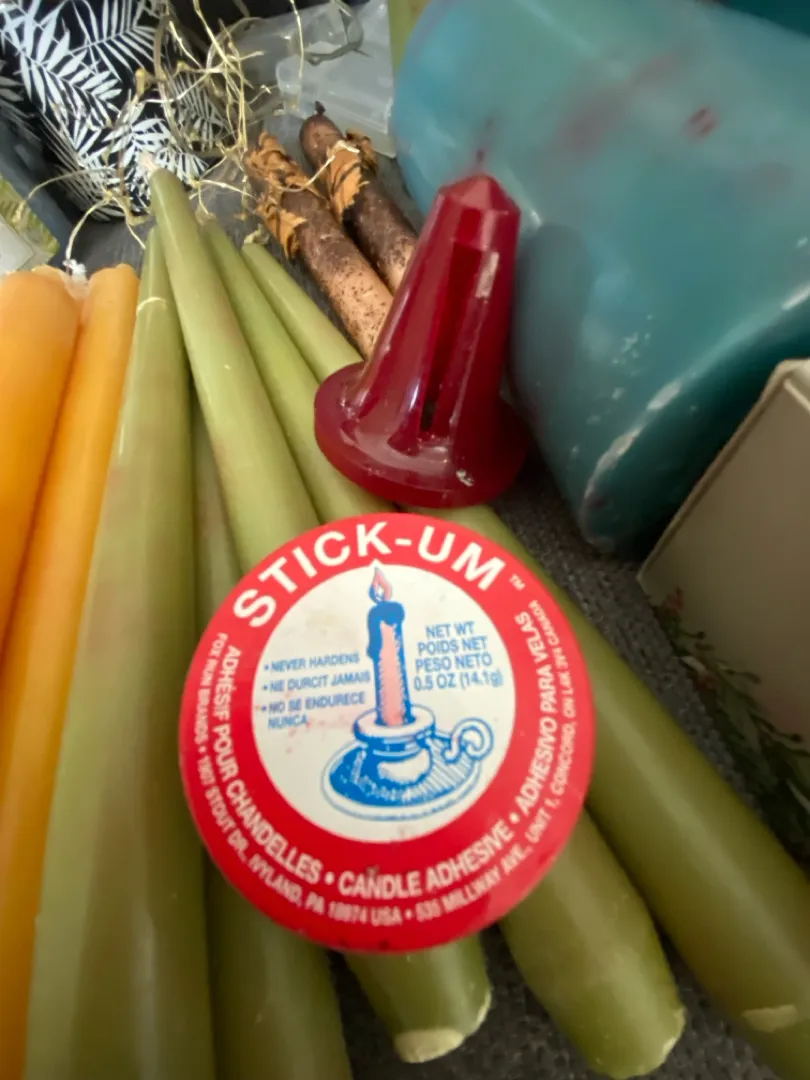 STICK-UM™
• NEVER HARDENS
• NE DURCIT JAMAIS
• NO SE ENDURECE
NUNCA
NET WT
POIDS NET
PESO NETO
0.5 OZ (14.1g)
ADHÉSIF POUR CHANDELLES • CANDLE ADHESIVE • ADHESIVO PARA VELAS
FOX RUN BRANDS • 1907 STOUT DR., IVYLAND, PA 18974 USA • 535 MILLWAY AVE., UNIT 1, CONCORD, ON L4K 3V4 CANADA